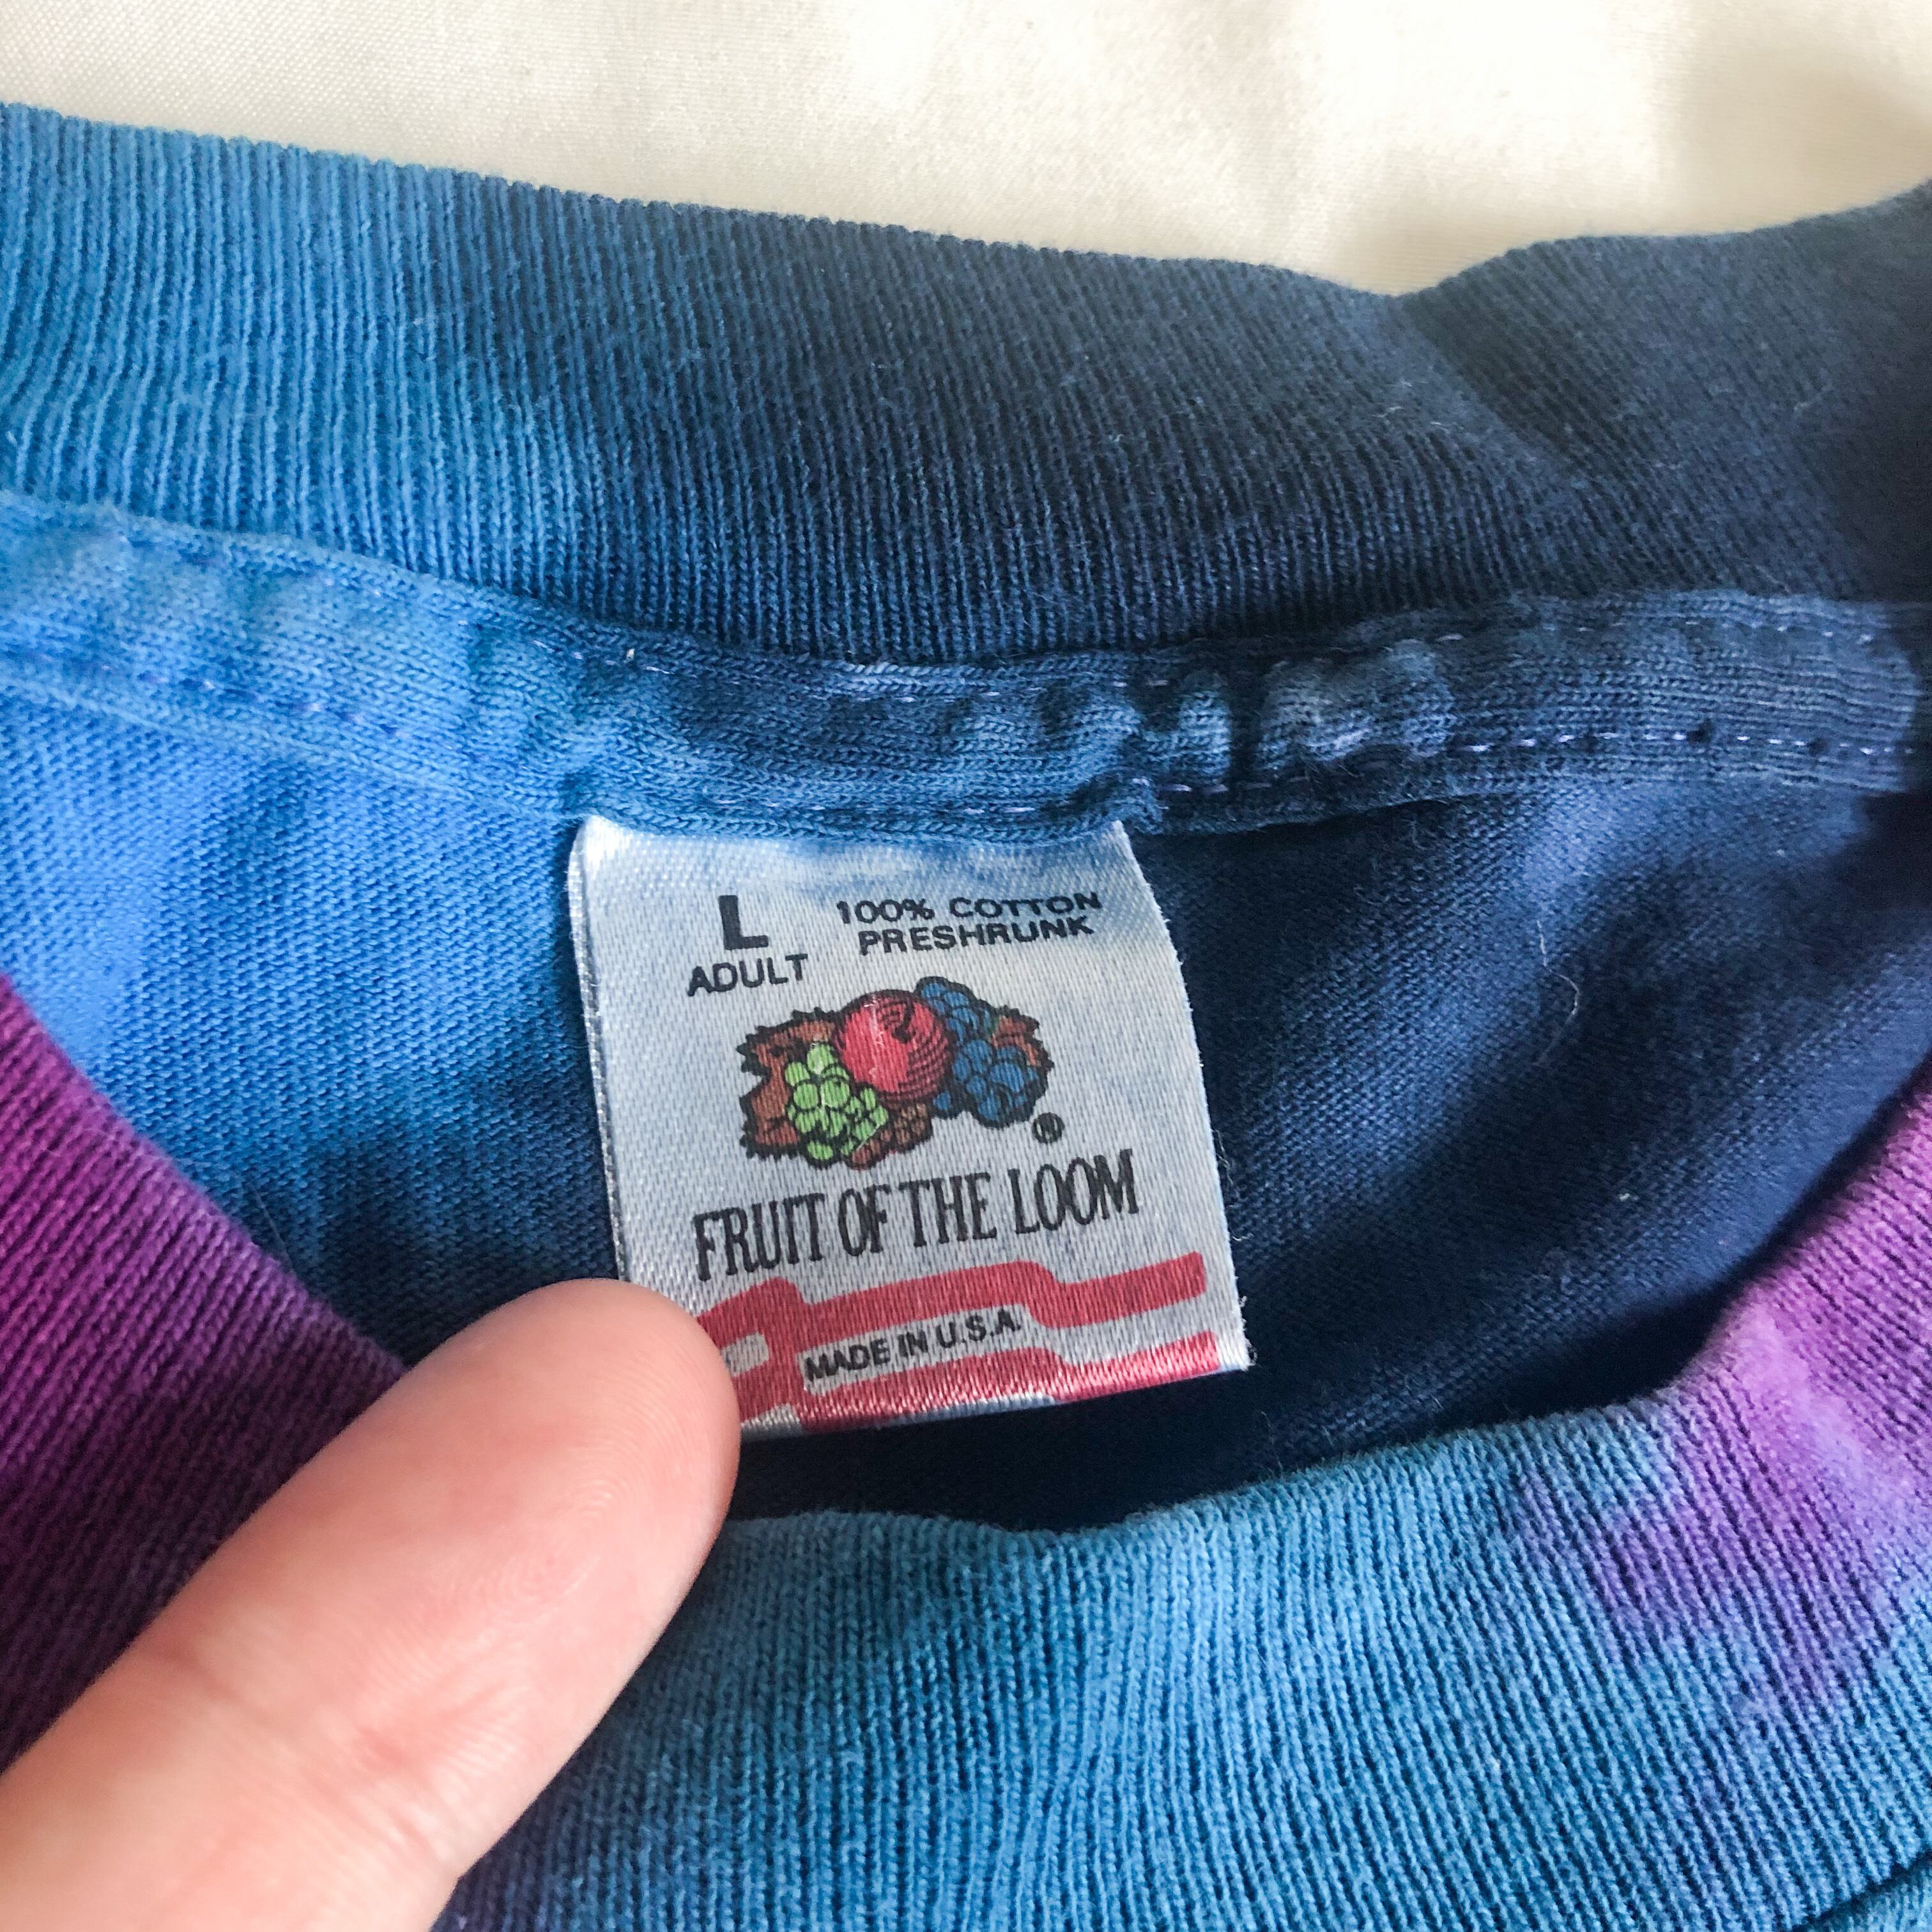 L
ADULT
100% COTTON
PRESHRUNK
®
FRUIT OF THE LOOM
MADE IN U.S.A.